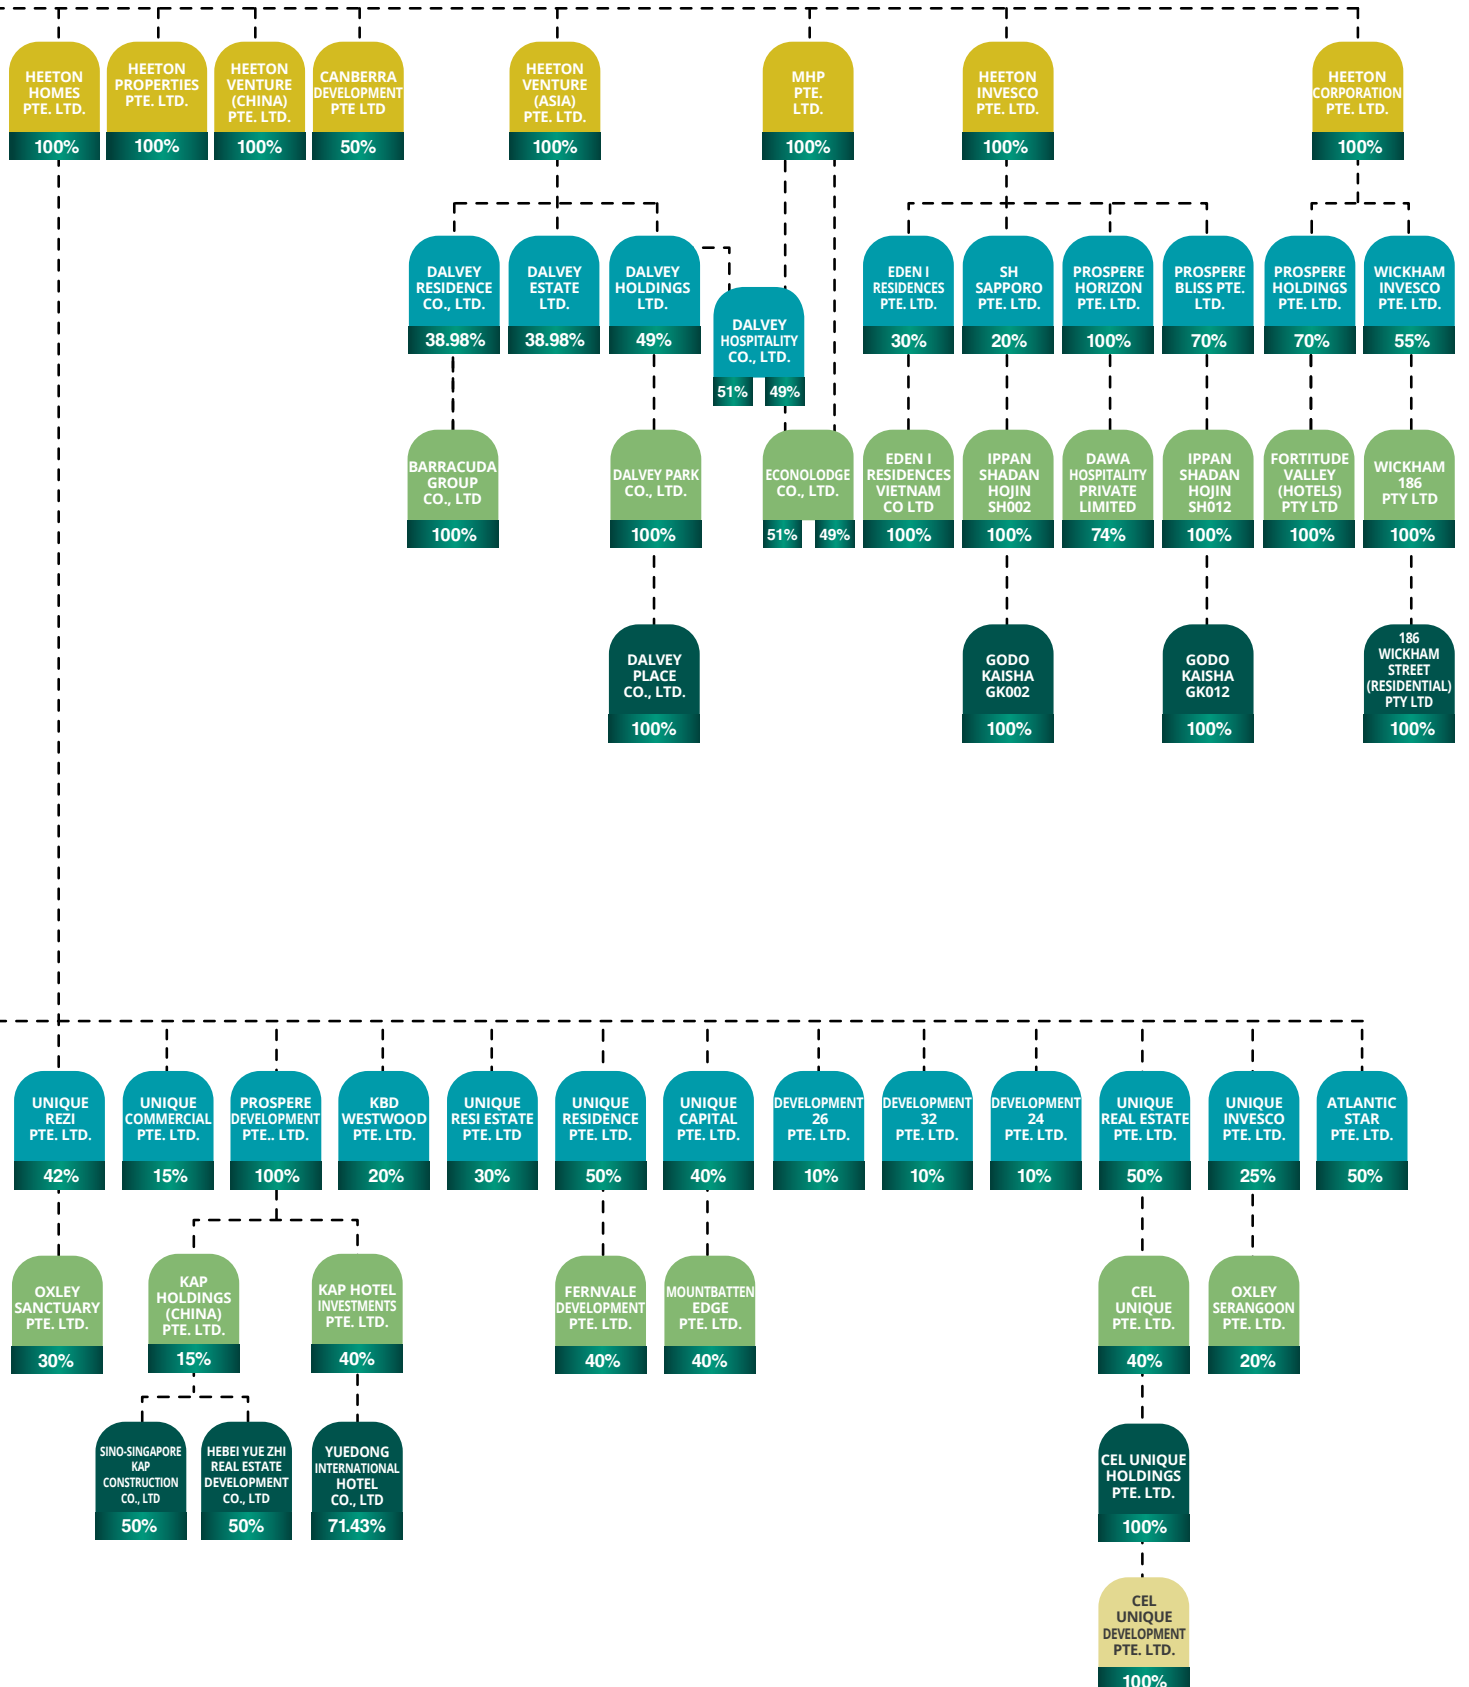 HEETON
HOMES
PTE. LTD.
100%
HEETON
PROPERTIES
PTE. LTD.
100%
HEETON
VENTURE
(CHINA)
PTE. LTD.
100%
CANBERRA
DEVELOPMENT
PTE LTD
50%
HEETON
VENTURE
(ASIA)
PTE. LTD.
100%
MHP
PTE.
LTD.
100%
HEETON
INVESCO
PTE. LTD.
100%
HEETON
CORPORATION
PTE. LTD.
100%
DALVEY
RESIDENCE
CO., LTD.
38.98%
DALVEY
ESTATE
LTD.
38.98%
DALVEY
HOLDINGS
LTD.
49%
DALVEY
HOSPITALITY
CO., LTD.
51%
49%
EDEN I
RESIDENCES
PTE. LTD.
30%
SH
SAPPORO
PTE. LTD.
20%
PROSPERE
HORIZON
PTE. LTD.
100%
PROSPERE
BLISS PTE.
LTD.
70%
PROSPERE
HOLDINGS
PTE. LTD.
70%
WICKHAM
INVESCO
PTE. LTD.
55%
BARRACUDA
GROUP
CO., LTD
100%
DALVEY PARK
CO., LTD.
100%
ECONOLODGE
CO., LTD.
51%
49%
EDEN I
RESIDENCES
VIETNAM
CO LTD
100%
IPPAN
SHADAN
HOJIN
SH002
100%
DAWA
HOSPITALITY
PRIVATE
LIMITED
74%
IPPAN
SHADAN
HOJIN
SH012
100%
FORTITUDE
VALLEY
(HOTELS)
PTY LTD
100%
WICKHAM
186
PTY LTD
100%
DALVEY
PLACE
CO., LTD.
100%
GODO
KAISHA
GK002
100%
GODO
KAISHA
GK012
100%
186
WICKHAM
STREET
(RESIDENTIAL)
PTY LTD
100%
UNIQUE
REZI
PTE. LTD.
42%
UNIQUE
COMMERCIAL
PTE. LTD.
15%
PROSPERE
DEVELOPMENT
PTE.. LTD.
100%
KBD
WESTWOOD
PTE. LTD.
20%
UNIQUE
RESI ESTATE
PTE. LTD
30%
UNIQUE
RESIDENCE
PTE. LTD.
50%
UNIQUE
CAPITAL
PTE. LTD.
40%
DEVELOPMENT
26
PTE. LTD.
10%
DEVELOPMENT
32
PTE. LTD.
10%
DEVELOPMENT
24
PTE. LTD.
10%
UNIQUE
REAL ESTATE
PTE. LTD.
50%
UNIQUE
INVESCO
PTE. LTD.
25%
ATLANTIC
STAR
PTE. LTD.
50%
OXLEY
SANCTUARY
PTE. LTD.
30%
KAP
HOLDINGS
(CHINA)
PTE. LTD.
15%
KAP HOTEL
INVESTMENTS
PTE. LTD.
40%
FERNVALE
DEVELOPMENT
PTE. LTD.
40%
MOUNTBATTEN
EDGE
PTE. LTD.
40%
CEL
UNIQUE
PTE. LTD.
40%
OXLEY
SERANGOON
PTE. LTD.
20%
SINO-SINGAPORE
KAP
CONSTRUCTION
CO., LTD
50%
HEBEI YUE ZHI
REAL ESTATE
DEVELOPMENT
CO., LTD
50%
YUEDONG
INTERNATIONAL
HOTEL
CO., LTD
71.43%
CEL UNIQUE
HOLDINGS
PTE. LTD.
100%
CEL
UNIQUE
DEVELOPMENT
PTE. LTD.
100%